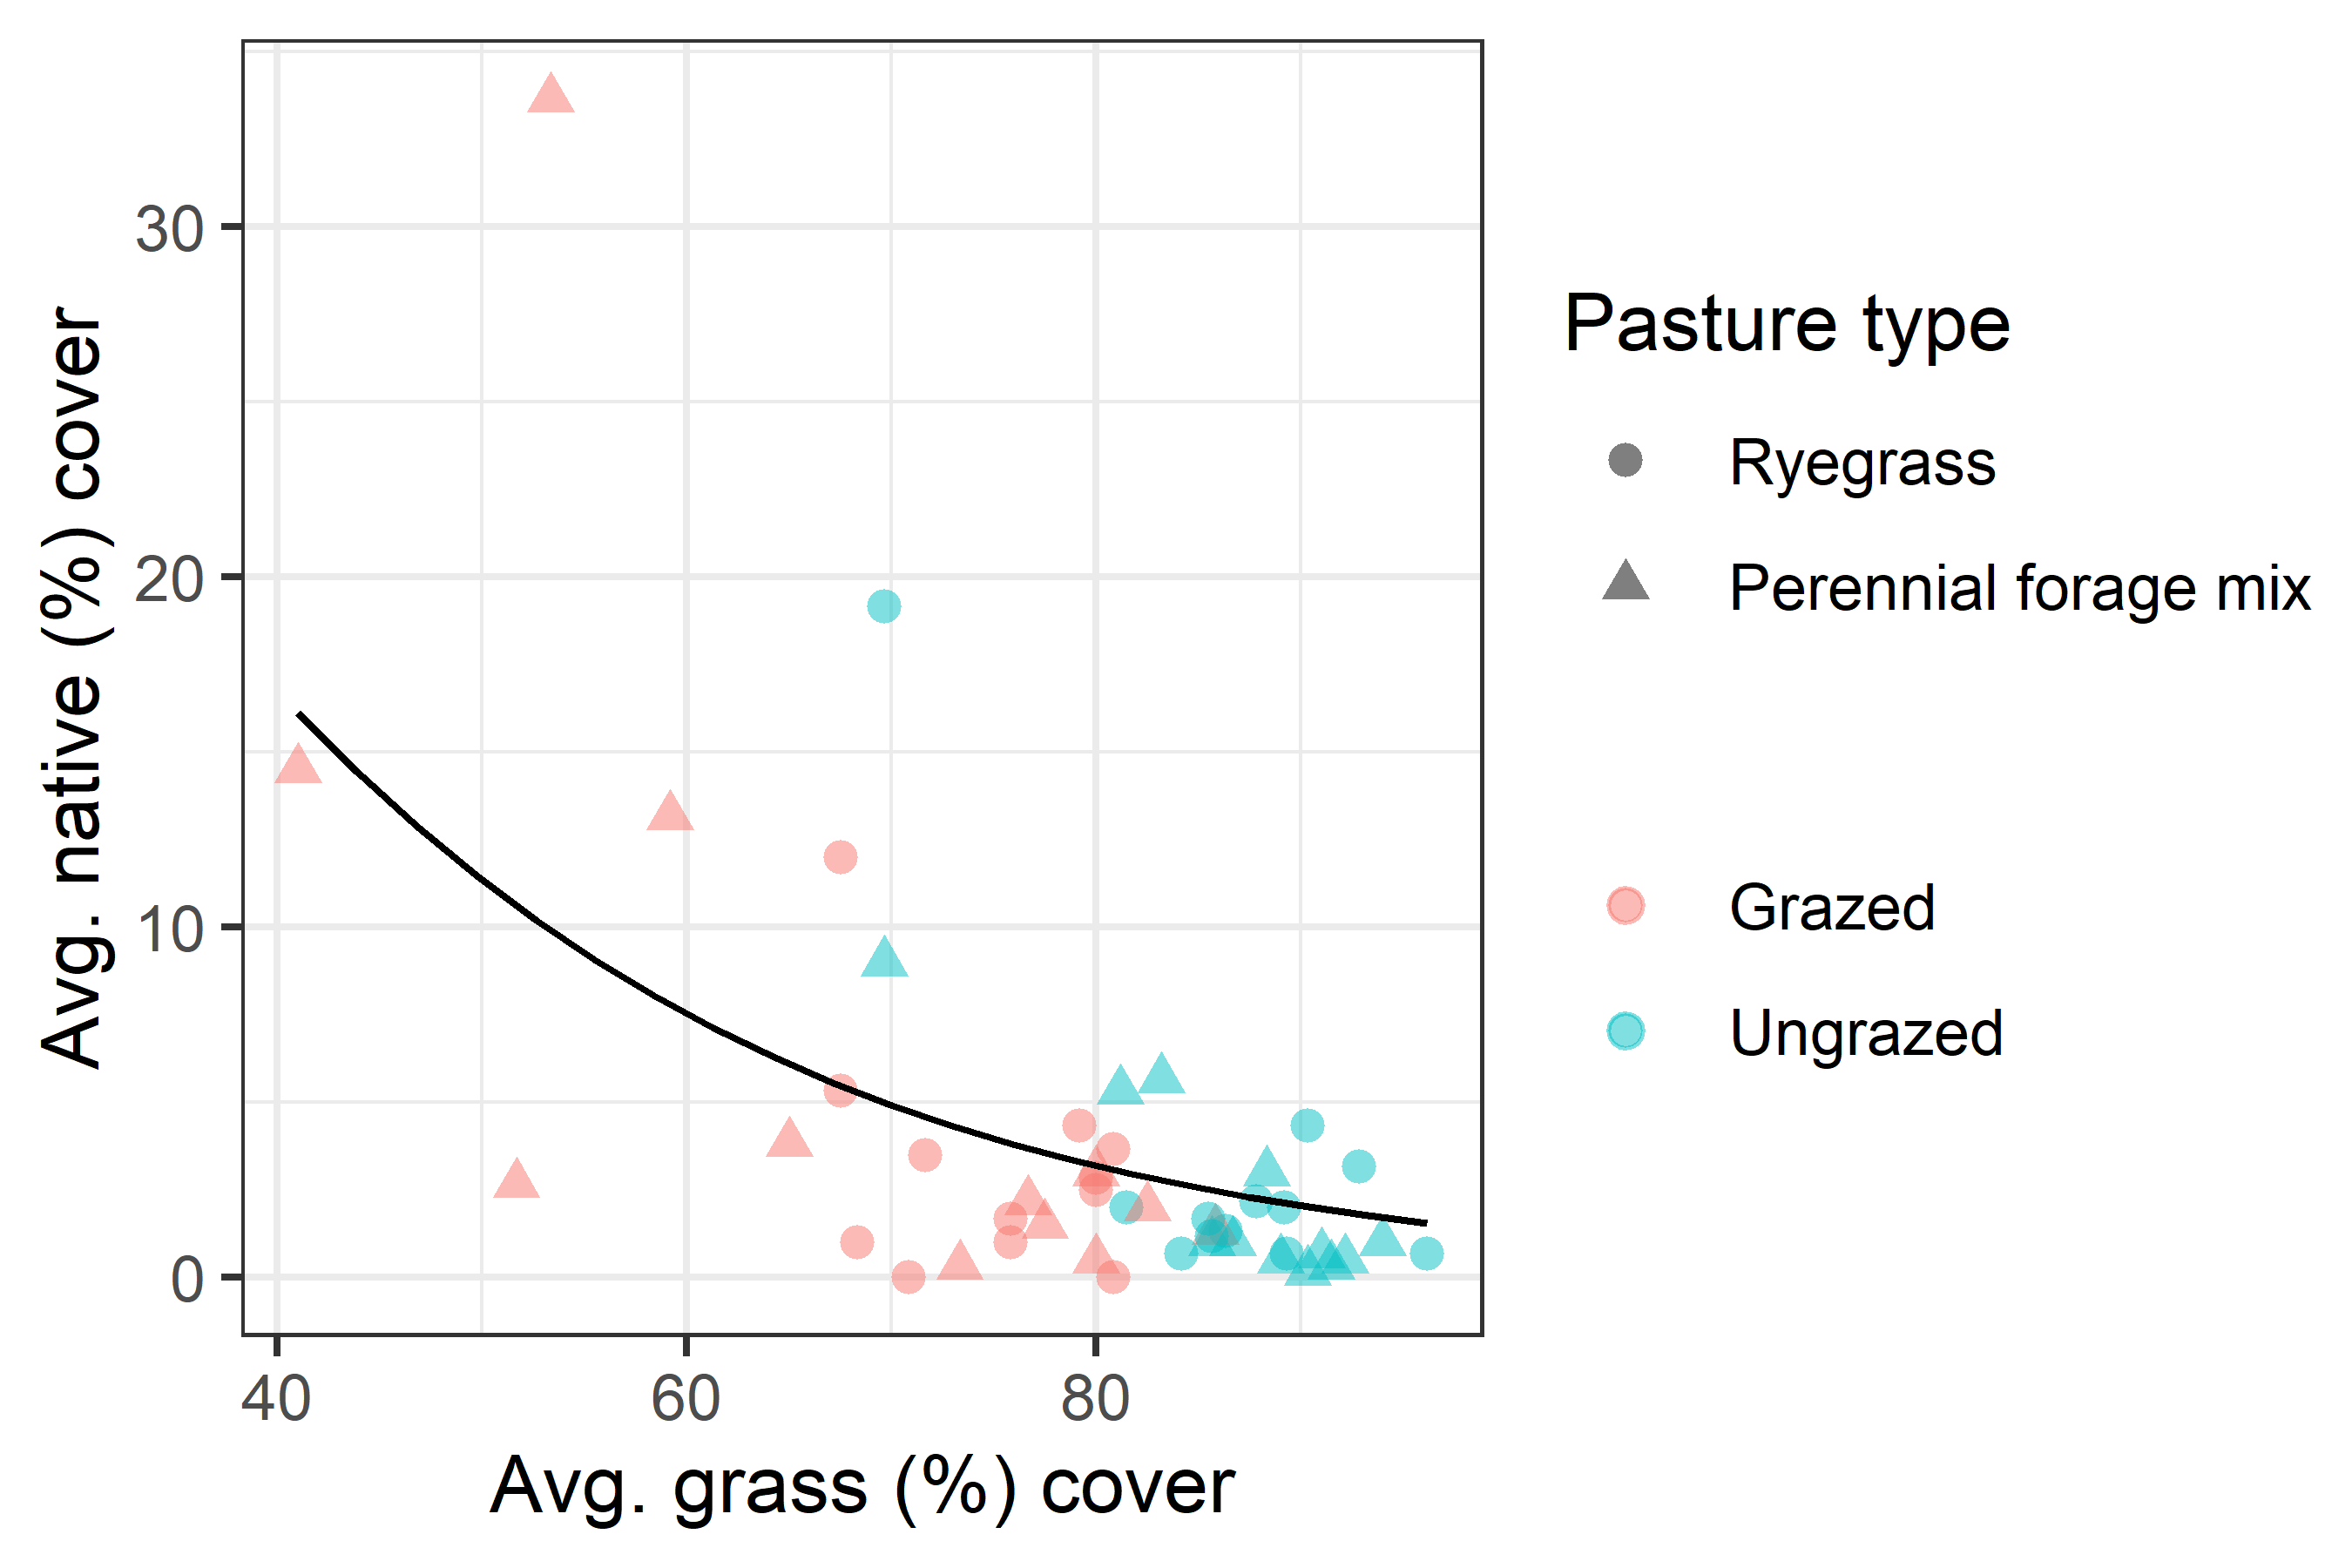 Avg. native (%) cover
30
20
10
0
40 60 80
Avg. grass (%) cover
Pasture type
Ryegrass
Perennial forage mix
Grazed
Ungrazed